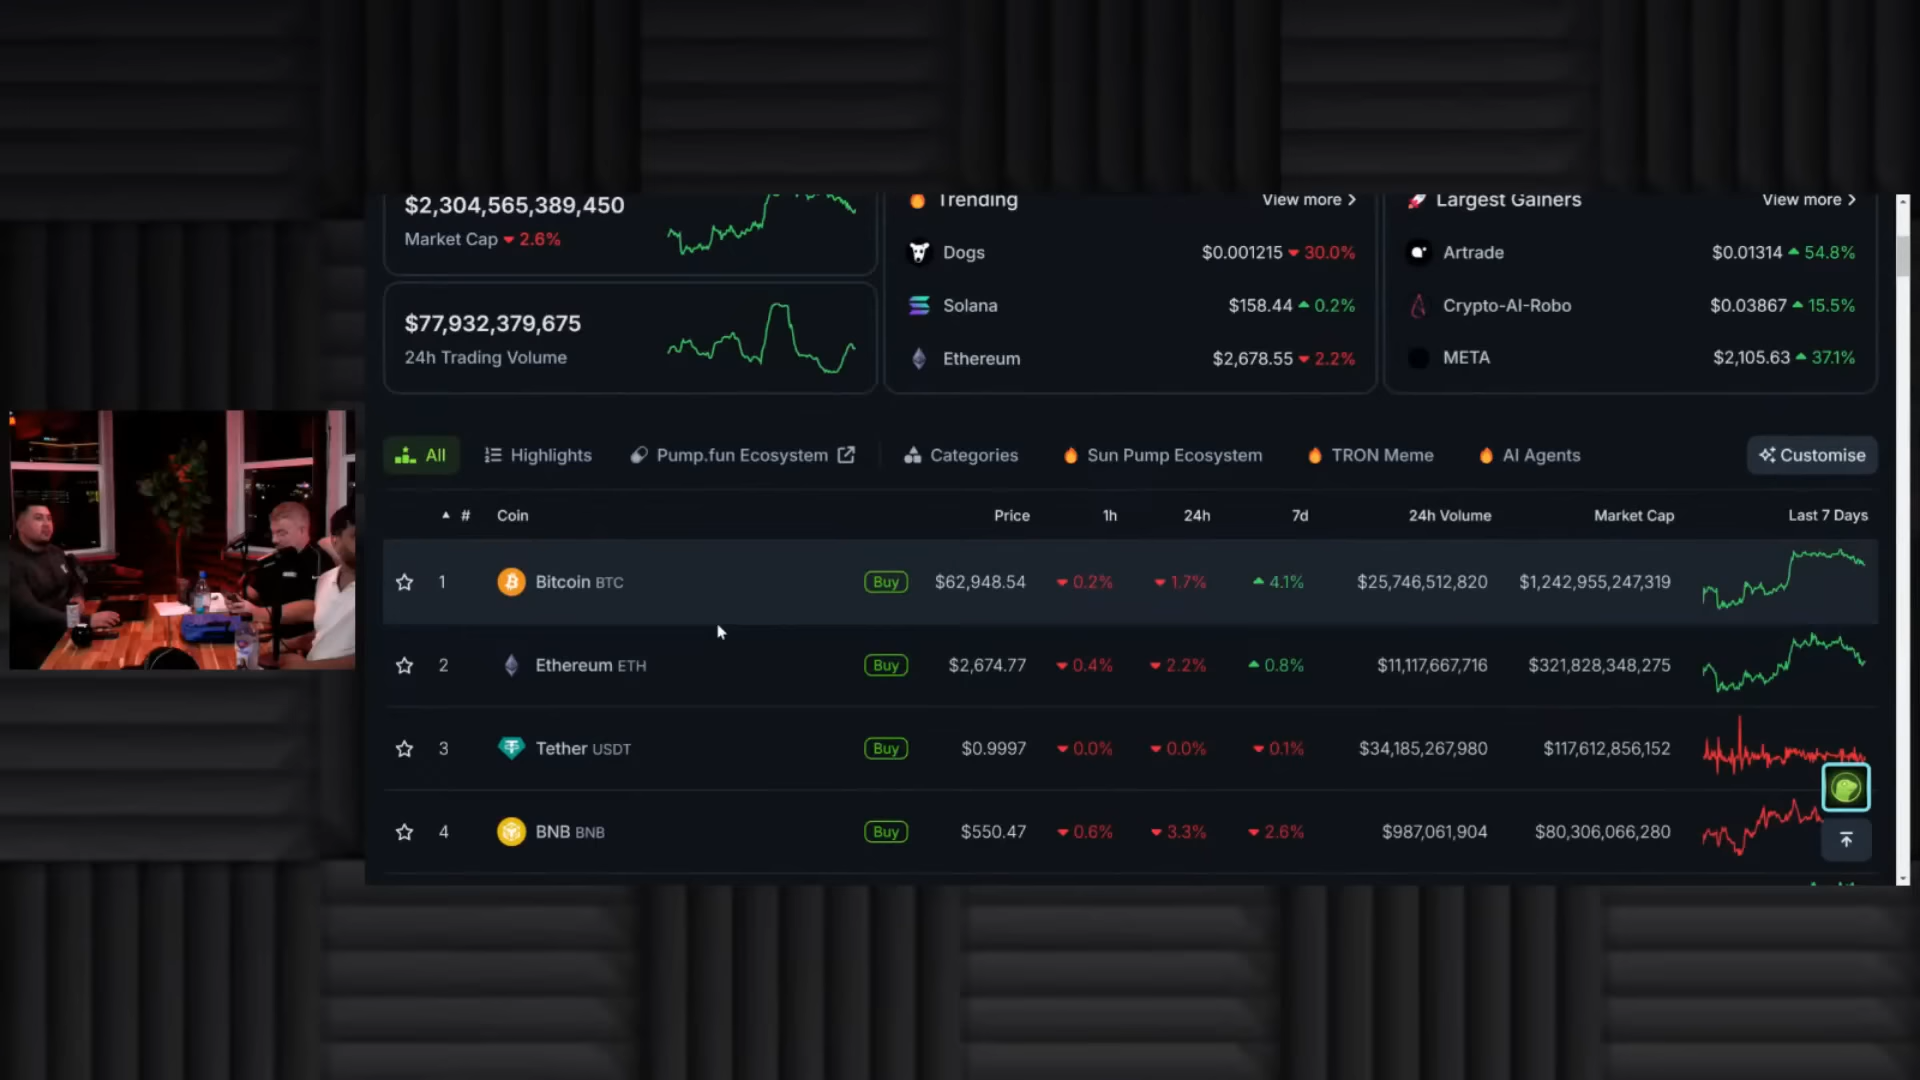 $2,304,565,389,450
Market Cap 2.6%
$77,932,379,675
24h Trading Volume
Trending View more
Dogs $0.001215 30.0%
Solana $158.44 0.2%
Ethereum $2,678.55 2.2%
Largest Gainers View more
Artrade $0.01314 54.8%
Crypto-AI-Robo $0.03867 15.5%
META $2,105.63 37.1%
All Highlights Pump.fun Ecosystem Categories Sun Pump Ecosystem TRON Meme AI Agents Customise
# Coin Price 1h 24h 7d 24h Volume Market Cap Last 7 Days
1 Bitcoin BTC Buy $62,948.54 0.2% 1.7% 4.1% $25,746,512,820 $1,242,955,247,319
2 Ethereum ETH Buy $2,674.77 0.4% 2.2% 0.8% $11,117,667,716 $321,828,348,275
3 Tether USDT Buy $0.9997 0.0% 0.0% 0.1% $34,185,267,980 $117,612,856,152
4 BNB BNB Buy $550.47 0.6% 3.3% 2.6% $987,061,904 $80,306,066,280